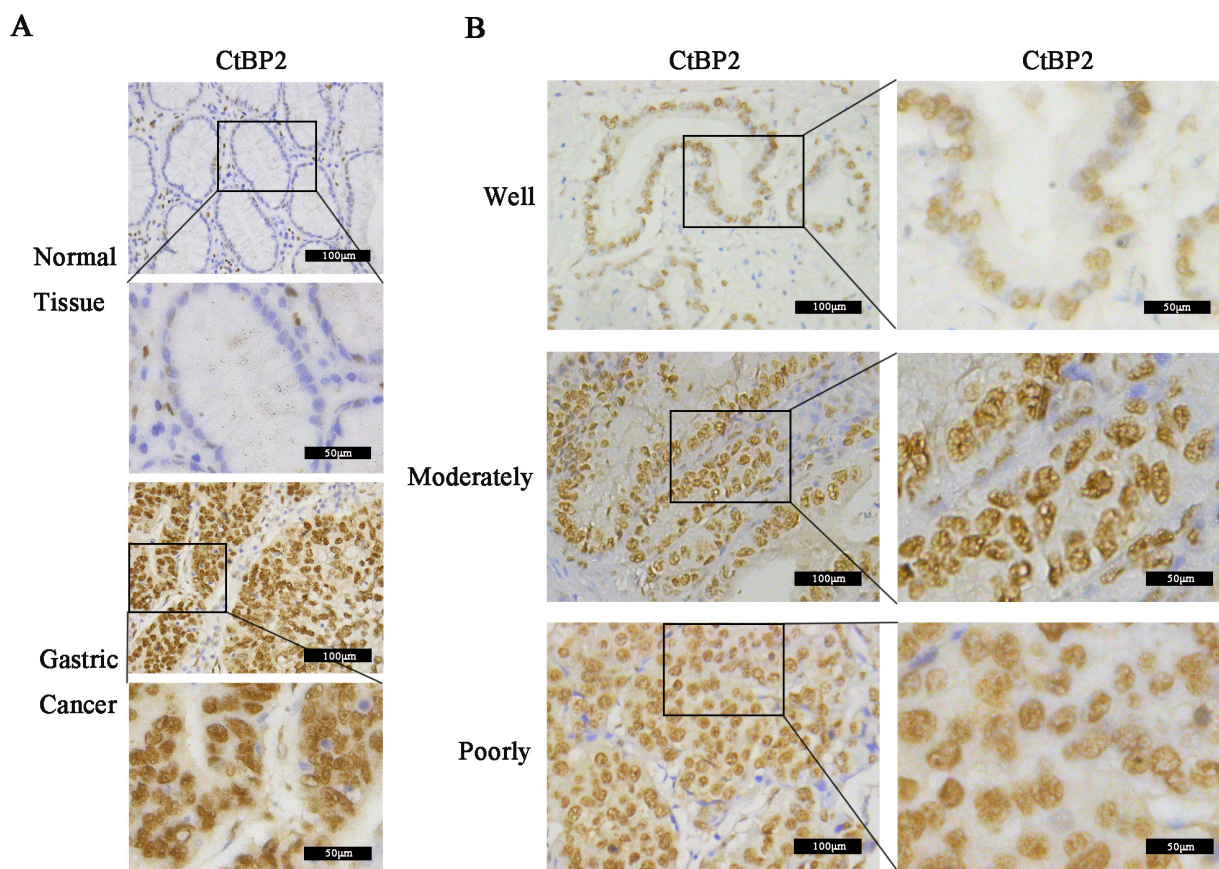 A
CtBP2
Normal
Tissue
100μm
50μm
Gastric
Cancer
100μm
50μm
B
CtBP2
CtBP2
Well
100μm
50μm
Moderately
100μm
50μm
Poorly
100μm
50μm